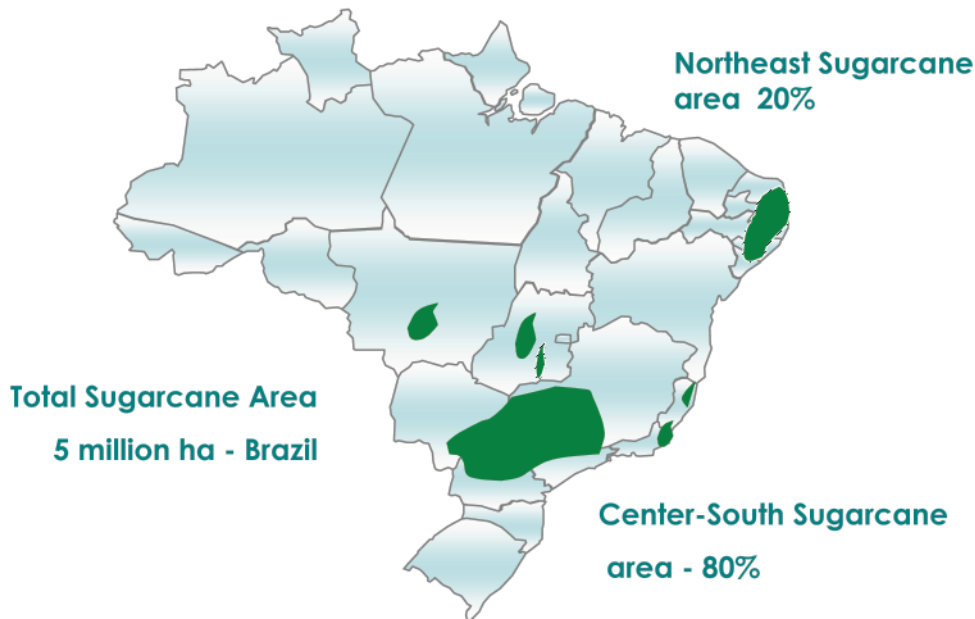 Northeast Sugarcane
area 20%
Total Sugarcane Area
5 million ha - Brazil
Center-South Sugarcane
area - 80%